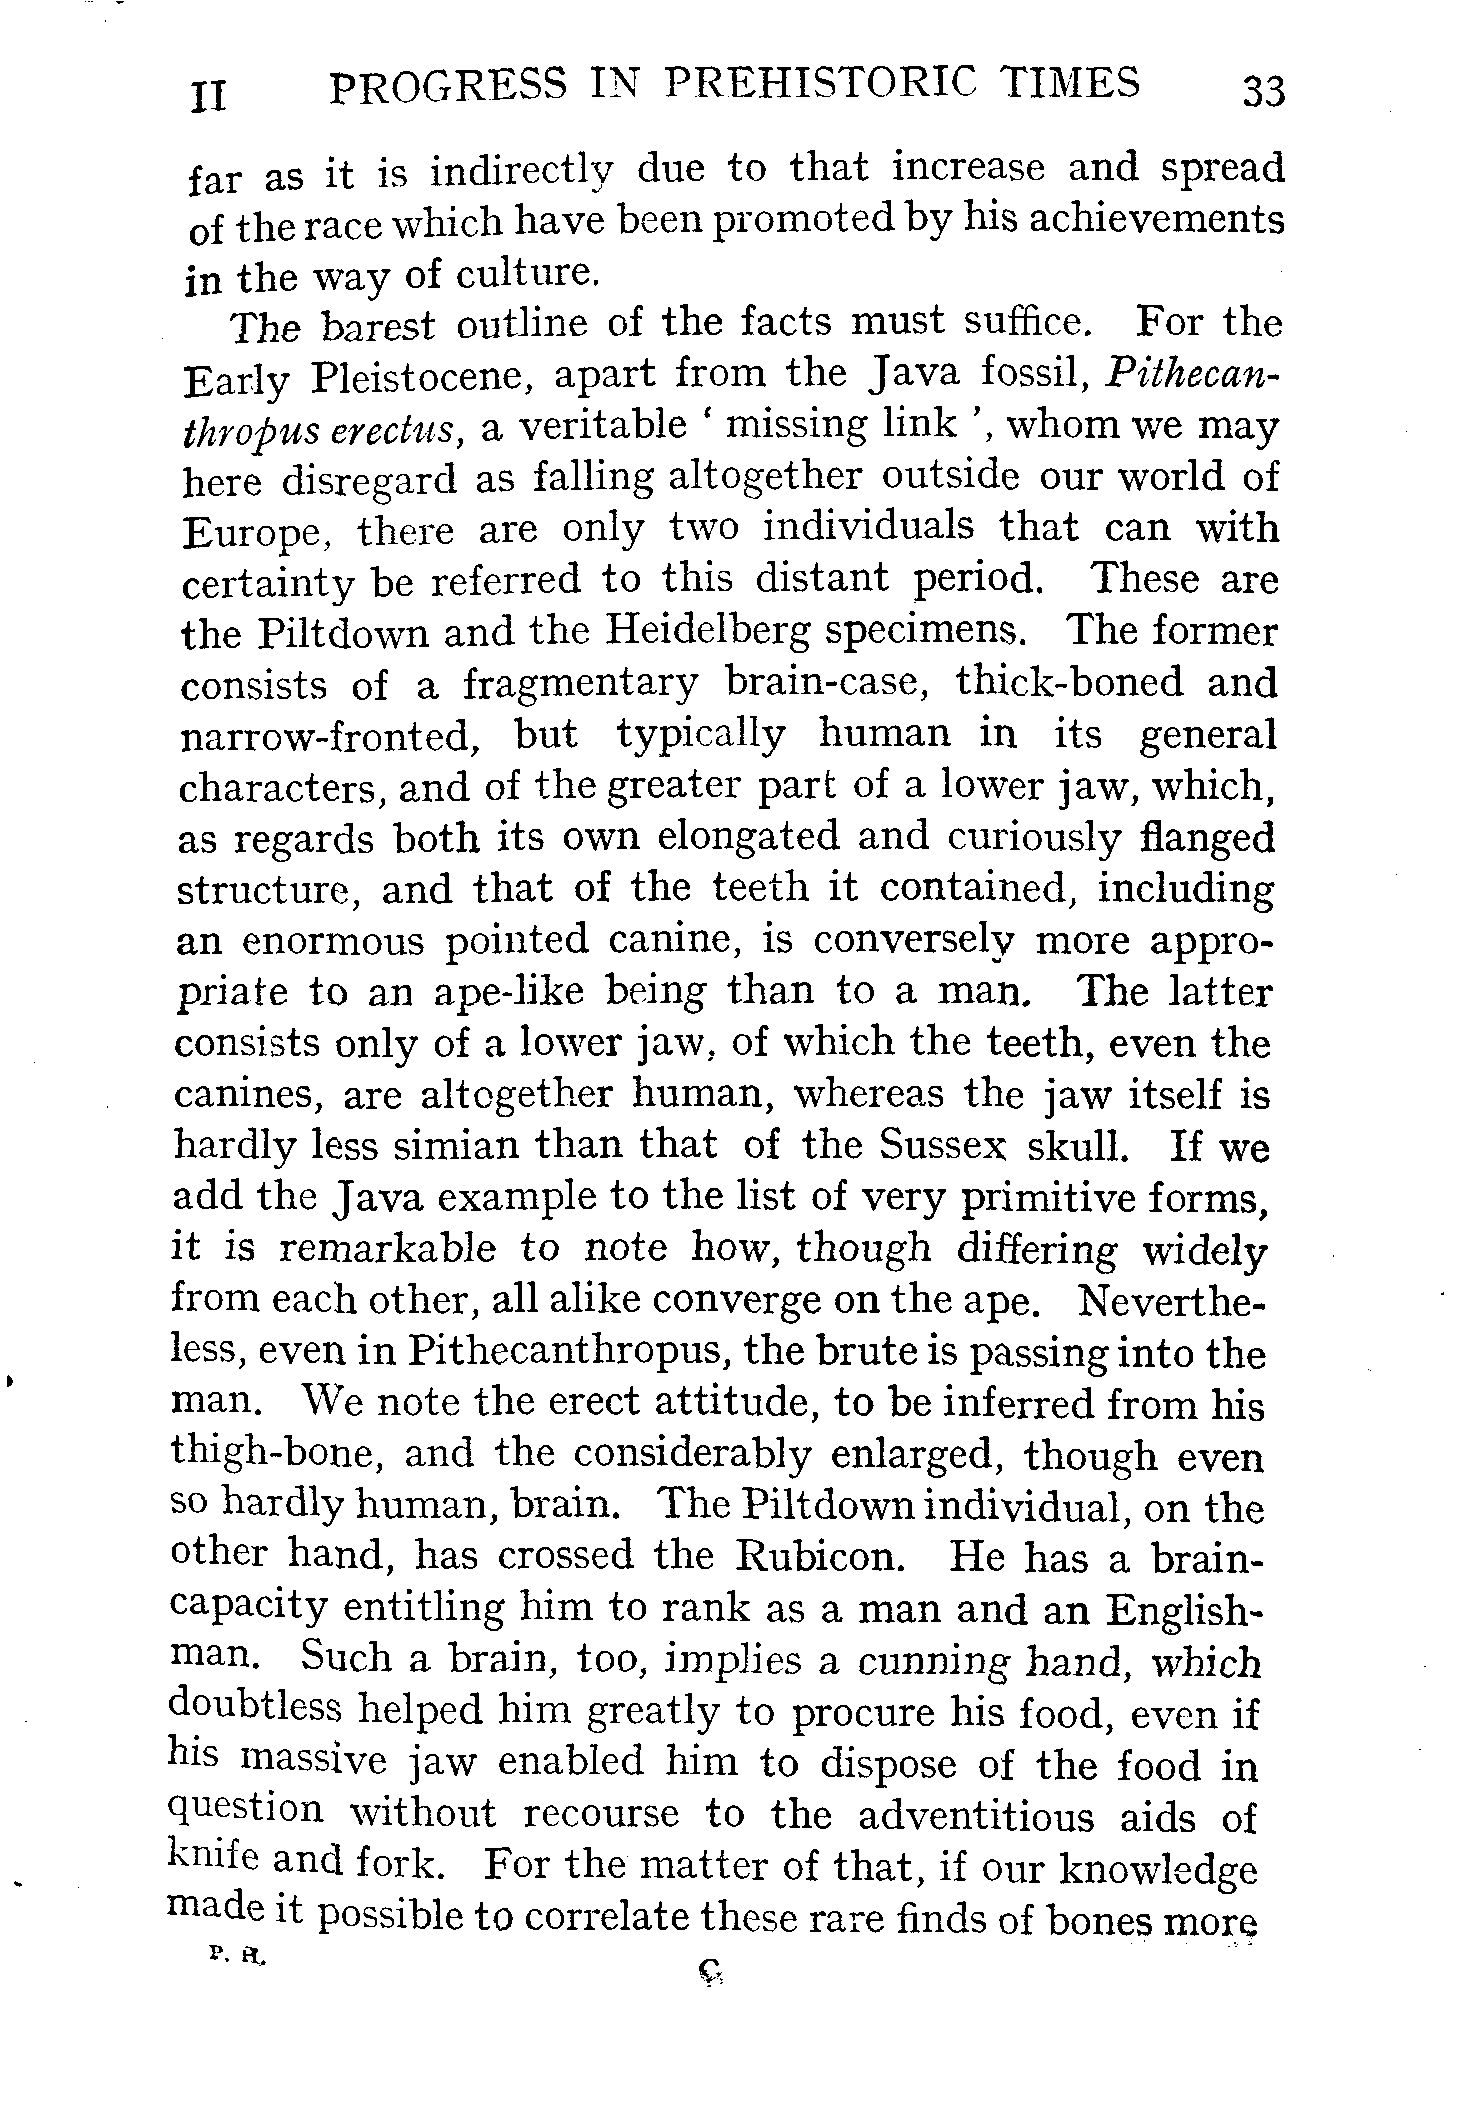 II PROGRESS IN PREHISTORIC TIMES 33
far as it is indirectly due to that increase and spread
of the race which have been promoted by his achievements
in the way of culture.
The barest outline of the facts must suffice. For the
Early Pleistocene, apart from the Java fossil, Pithecan-
thropus erectus, a veritable ‘ missing link ’, whom we may
here disregard as falling altogether outside our world of
Europe, there are only two individuals that can with
certainty be referred to this distant period. These are
the Piltdown and the Heidelberg specimens. The former
consists of a fragmentary brain-case, thick-boned and
narrow-fronted, but typically human in its general
characters, and of the greater part of a lower jaw, which,
as regards both its own elongated and curiously flanged
structure, and that of the teeth it contained, including
an enormous pointed canine, is conversely more appro-
priate to an ape-like being than to a man. The latter
consists only of a lower jaw, of which the teeth, even the
canines, are altogether human, whereas the jaw itself is
hardly less simian than that of the Sussex skull. If we
add the Java example to the list of very primitive forms,
it is remarkable to note how, though differing widely
from each other, all alike converge on the ape. Neverthe-
less, even in Pithecanthropus, the brute is passing into the
man. We note the erect attitude, to be inferred from his
thigh-bone, and the considerably enlarged, though even
so hardly human, brain. The Piltdown individual, on the
other hand, has crossed the Rubicon. He has a brain-
capacity entitling him to rank as a man and an English-
man. Such a brain, too, implies a cunning hand, which
doubtless helped him greatly to procure his food, even if
his massive jaw enabled him to dispose of the food in
question without recourse to the adventitious aids of
knife and fork. For the matter of that, if our knowledge
made it possible to correlate these rare finds of bones more
P. H. C